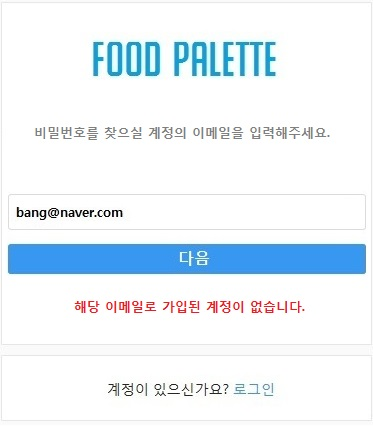 FOOD PALETTE
비밀번호를 찾으실 계정의 이메일을 입력해주세요.
bang@naver.com
다음
해당 이메일로 가입된 계정이 없습니다.
계정이 있으신가요? 로그인